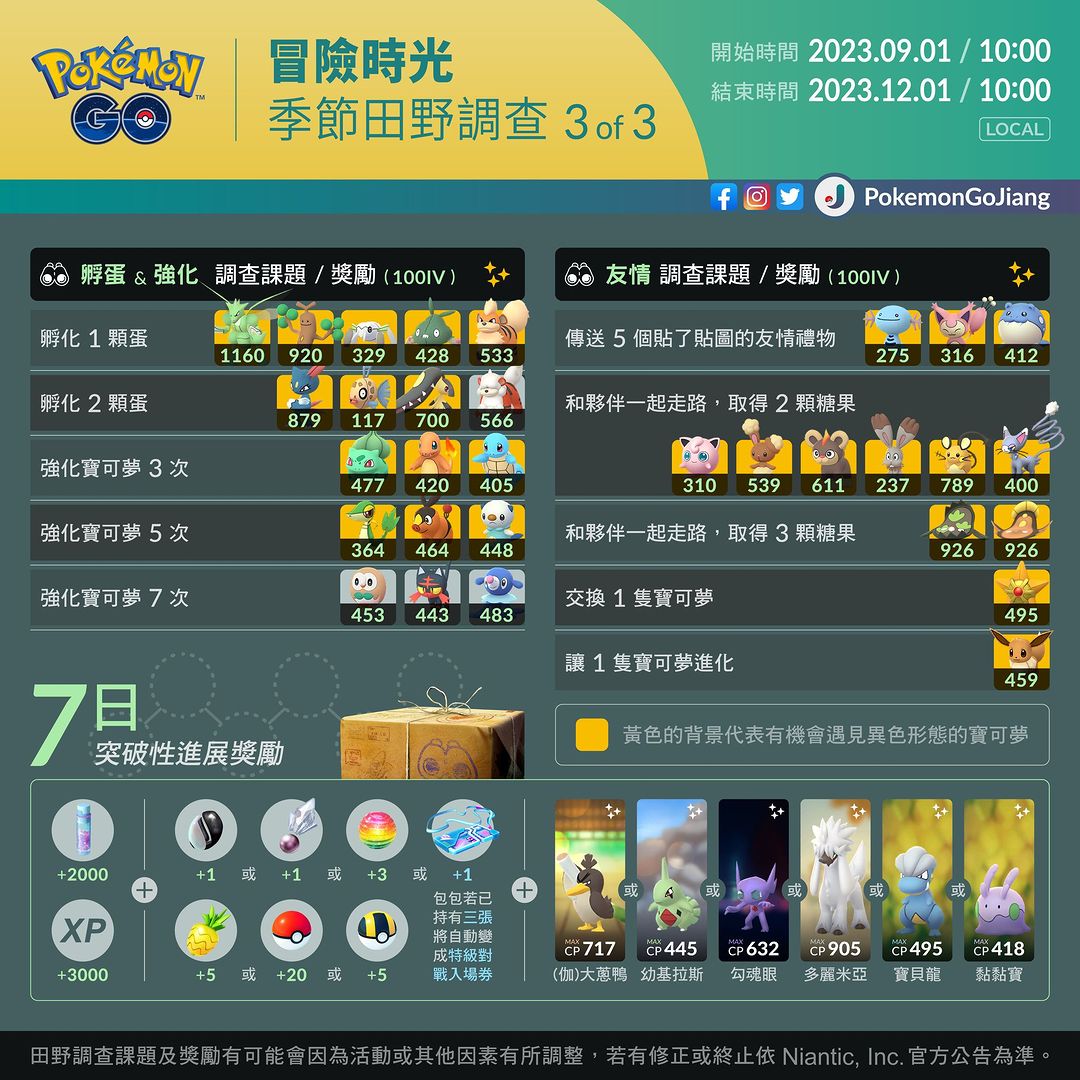 POKÉMON GO™
冒險時光
季節田野調查 3 of 3
開始時間 2023.09.01 / 10:00
結束時間 2023.12.01 / 10:00
LOCAL
PokemonGoJiang
孵蛋 & 強化 調查課題 / 獎勵 (100IV)
孵化 1 顆蛋
1160 920 329 428 533
孵化 2 顆蛋
879 117 700 566
強化寶可夢 3 次
477 420 405
強化寶可夢 5 次
364 464 448
強化寶可夢 7 次
453 443 483
友情 調查課題 / 獎勵 (100IV)
傳送 5 個貼了貼圖的友情禮物
275 316 412
和夥伴一起走路，取得 2 顆糖果
310 539 611 237 789 400
和夥伴一起走路，取得 3 顆糖果
926 926
交換 1 隻寶可夢
495
讓 1 隻寶可夢進化
459
黃色的背景代表有機會遇見異色形態的寶可夢
7日
突破性進展獎勵
+2000
XP
+3000
+
+1 或 +1 或 +3 或 +1
+5 或 +20 或 +5
包包若已
持有三張
將自動變
成特級對
戰入場券
+
MAX CP 717 或 MAX CP 445 或 MAX CP 632 或 MAX CP 905 或 MAX CP 495 或 MAX CP 418
(伽)大蔥鴨 幼基拉斯 勾魂眼 多麗米亞 寶貝龍 黏黏寶
田野調查課題及獎勵有可能會因為活動或其他因素有所調整，若有修正或終止依 Niantic, Inc. 官方公告為準。